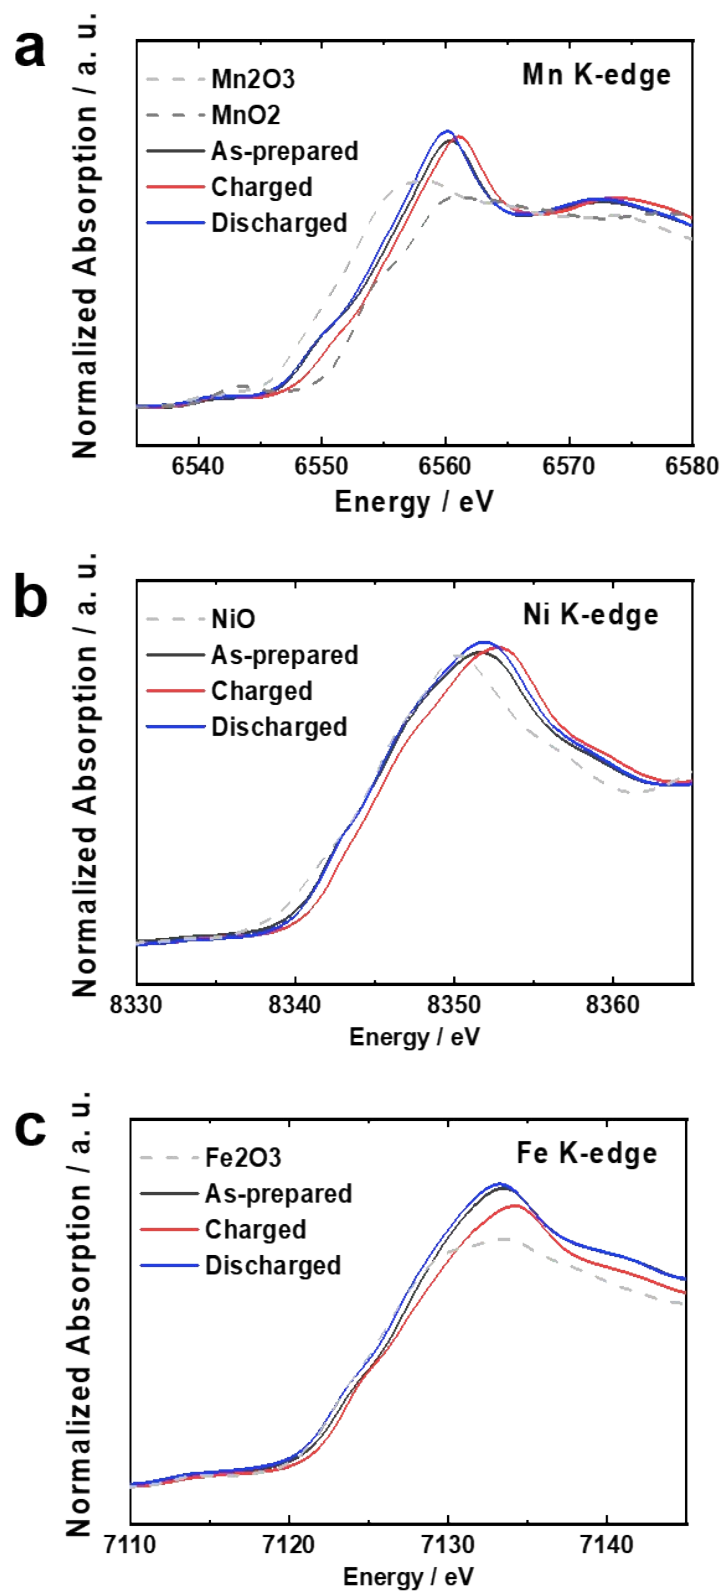 a
Normalized Absorption / a. u.
Mn K-edge
Mn2O3
MnO2
As-prepared
Charged
Discharged
6540 6550 6560 6570 6580
Energy / eV
b
Normalized Absorption / a. u.
Ni K-edge
NiO
As-prepared
Charged
Discharged
8330 8340 8350 8360
Energy / eV
c
Normalized Absorption / a. u.
Fe K-edge
Fe2O3
As-prepared
Charged
Discharged
7110 7120 7130 7140
Energy / eV